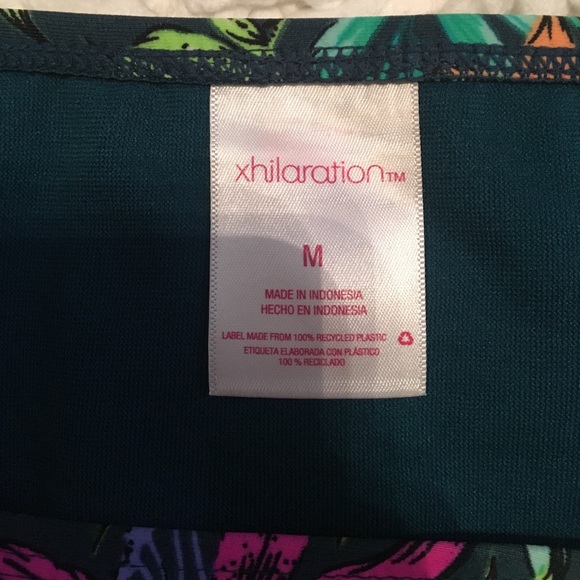 xhilaration™
M
MADE IN INDONESIA
HECHO EN INDONESIA
LABEL MADE FROM 100% RECYCLED PLASTIC
ETIQUETA ELABORADA CON PLÁSTICO
100 % RECICLADO